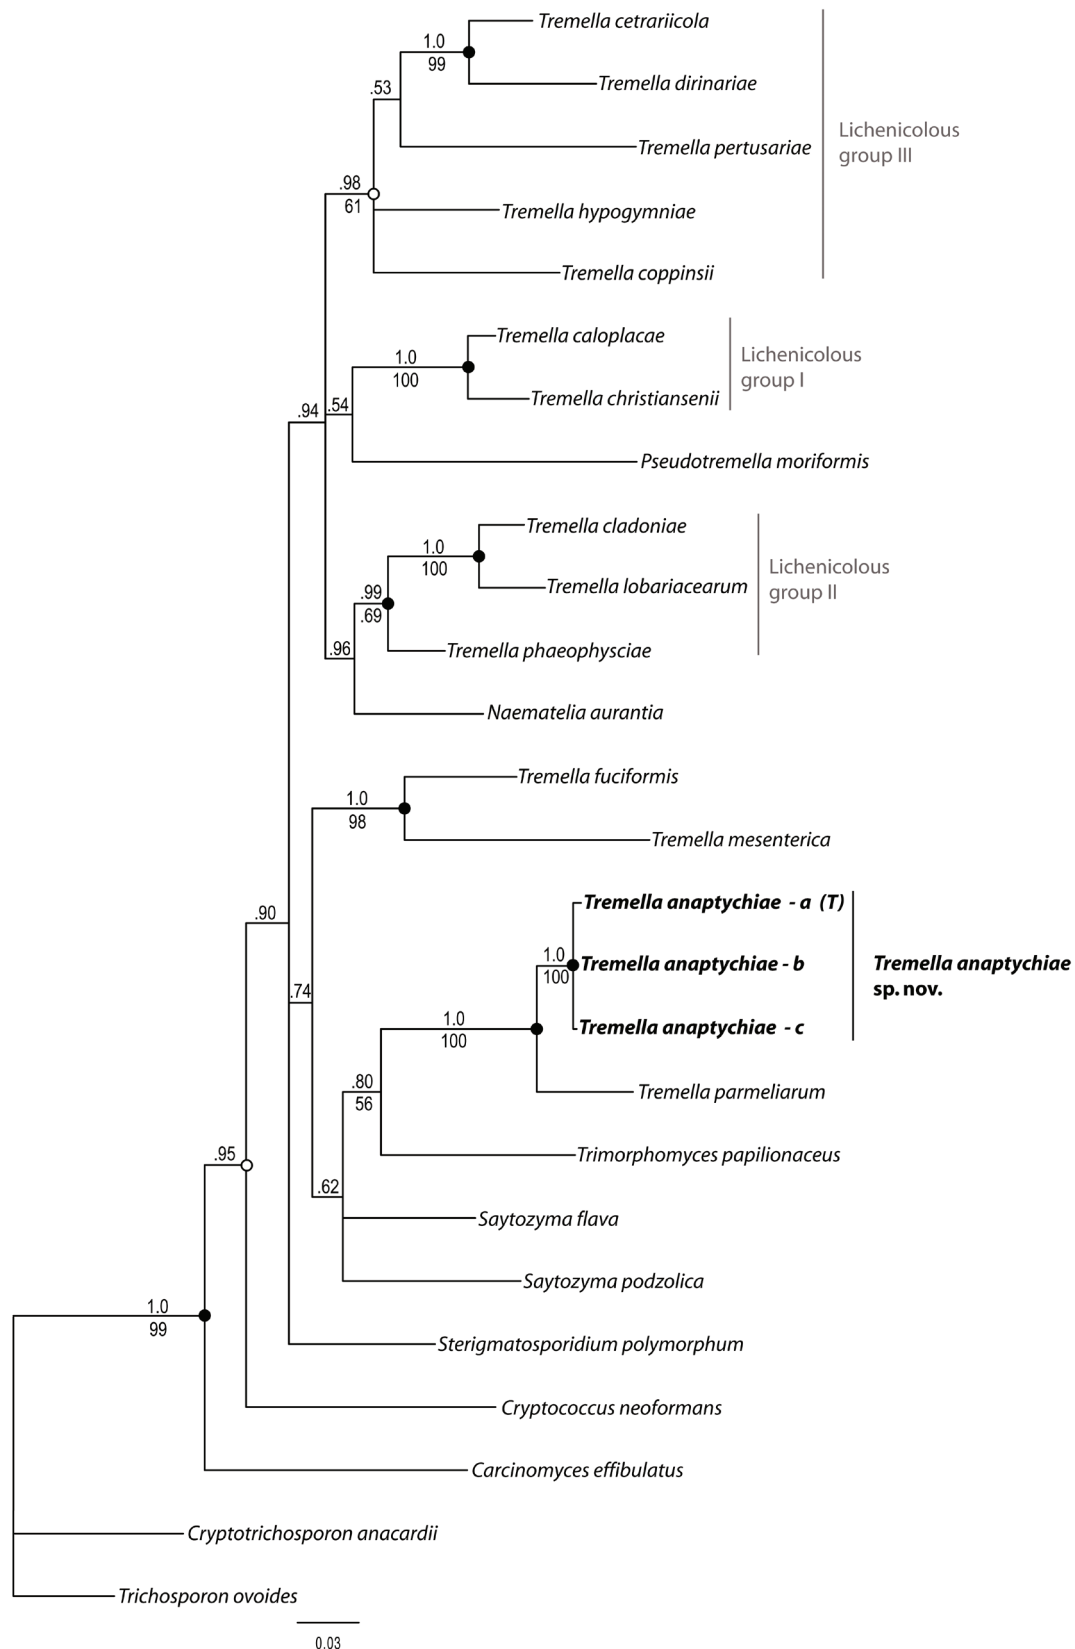 Tremella cetrariicola
1.0
99
Tremella dirinariae
.53
Lichenicolous
group III
Tremella pertusariae
.98
61
Tremella hypogymniae
Tremella coppinsii
Tremella caloplacae
1.0
100
Lichenicolous
group I
Tremella christiansenii
.94
.54
Pseudotremella moriformis
Tremella cladoniae
1.0
100
Lichenicolous
group II
Tremella lobariacearum
.99
.69
Tremella phaeophysciae
.96
Naematelia aurantia
Tremella fuciformis
1.0
98
Tremella mesenterica
Tremella anaptychiae - a (T)
.90
1.0
100
Tremella anaptychiae - b
Tremella anaptychiae
sp. nov.
.74
Tremella anaptychiae - c
1.0
100
Tremella parmeliarum
.80
56
Trimorphomyces papilionaceus
.95
.62
Saytozyma flava
Saytozyma podzolica
1.0
99
Sterigmatosporidium polymorphum
Cryptococcus neoformans
Carcinomyces effibulatus
Cryptotrichosporon anacardii
Trichosporon ovoides
0.03